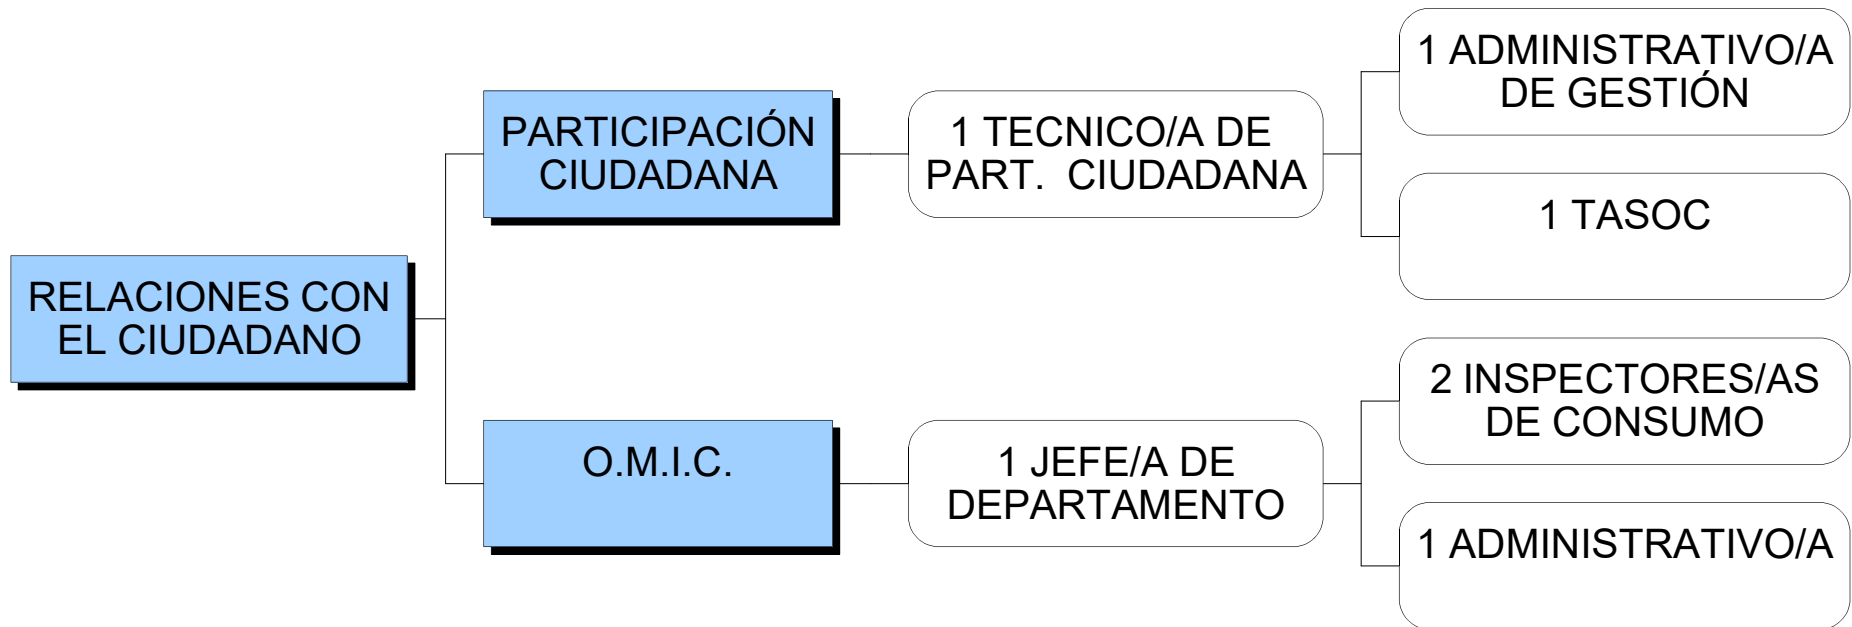 RELACIONES CON
EL CIUDADANO
PARTICIPACIÓN
CIUDADANA
1 TECNICO/A DE
PART. CIUDADANA
1 ADMINISTRATIVO/A
DE GESTIÓN
1 TASOC
O.M.I.C.
1 JEFE/A DE
DEPARTAMENTO
2 INSPECTORES/AS
DE CONSUMO
1 ADMINISTRATIVO/A